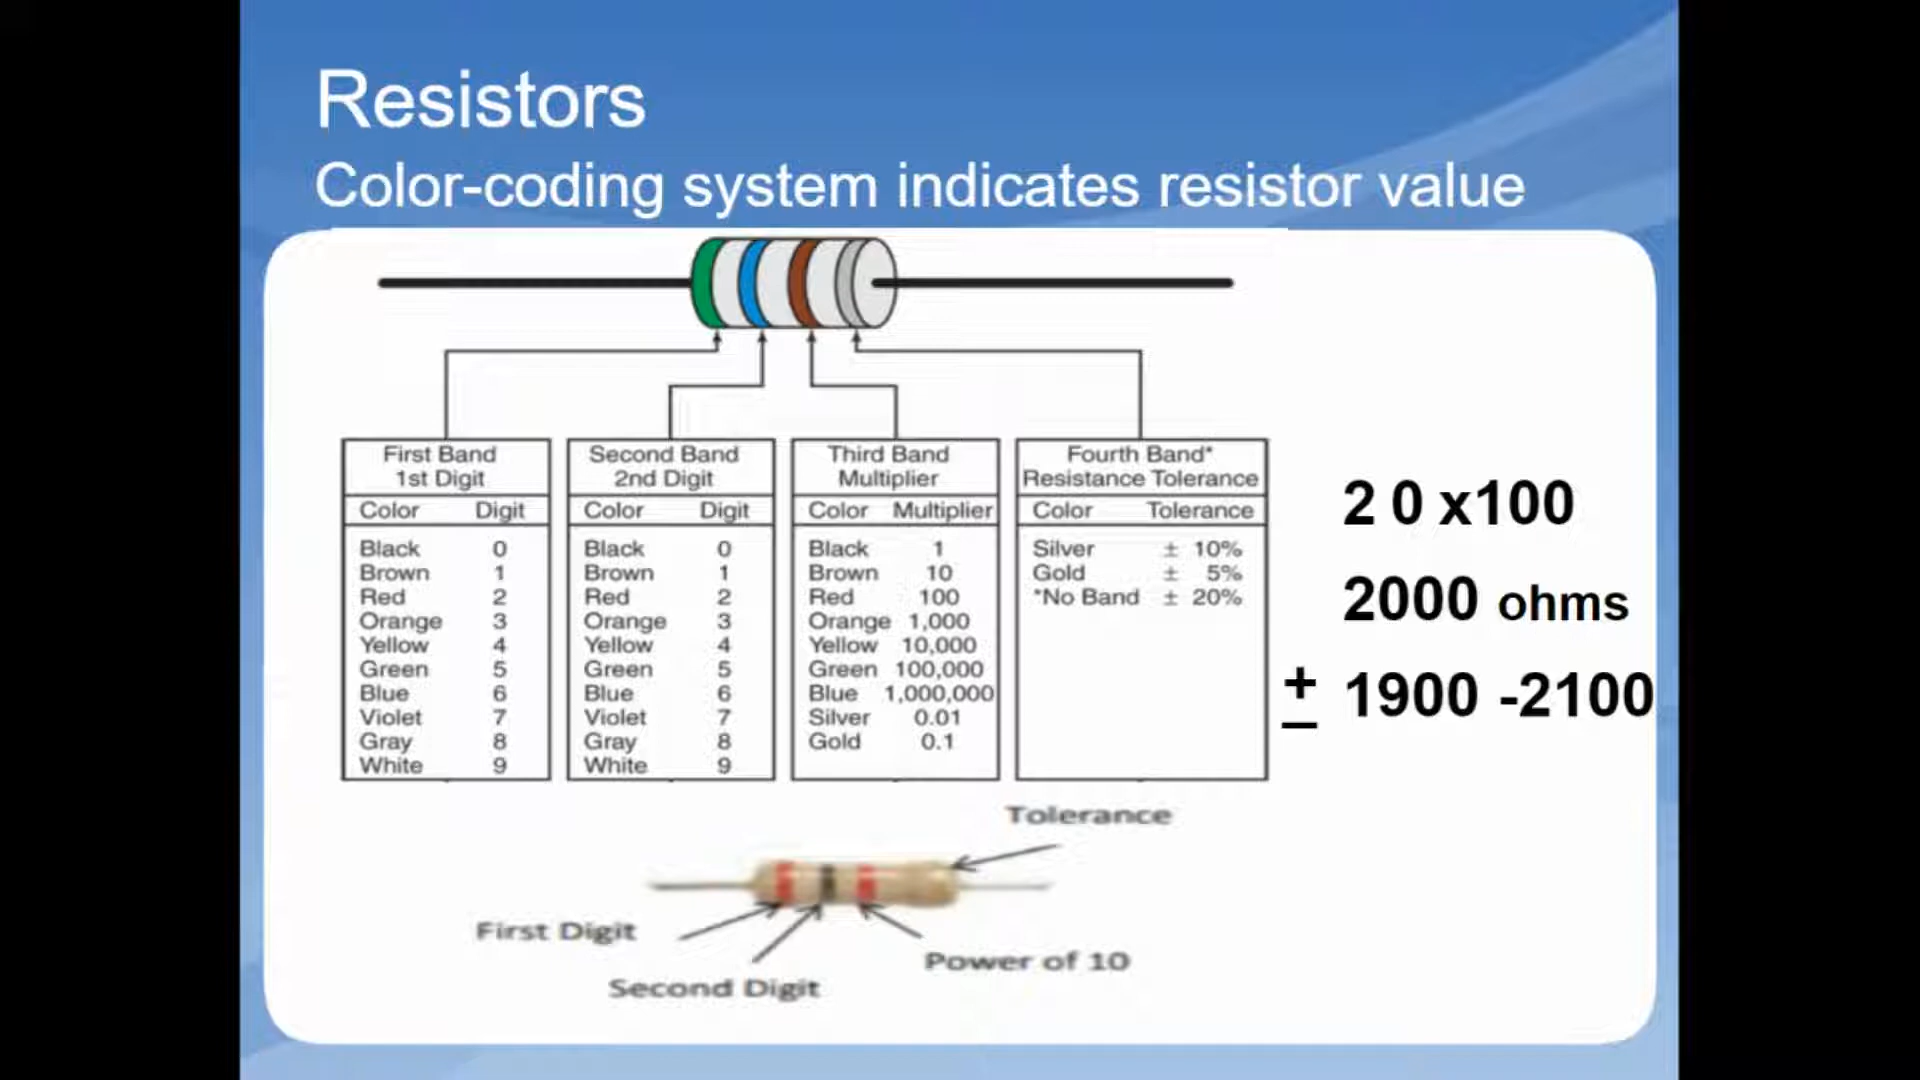 Resistors
Color-coding system indicates resistor value
First Band
1st Digit
Color Digit
Black 0
Brown 1
Red 2
Orange 3
Yellow 4
Green 5
Blue 6
Violet 7
Gray 8
White 9
Second Band
2nd Digit
Color Digit
Black 0
Brown 1
Red 2
Orange 3
Yellow 4
Green 5
Blue 6
Violet 7
Gray 8
White 9
Third Band
Multiplier
Color Multiplier
Black 1
Brown 10
Red 100
Orange 1,000
Yellow 10,000
Green 100,000
Blue 1,000,000
Silver 0.01
Gold 0.1
Fourth Band*
Resistance Tolerance
Color Tolerance
Silver ± 10%
Gold ± 5%
*No Band ± 20%
2 0 x100
2000 ohms
± 1900 -2100
Tolerance
First Digit
Power of 10
Second Digit